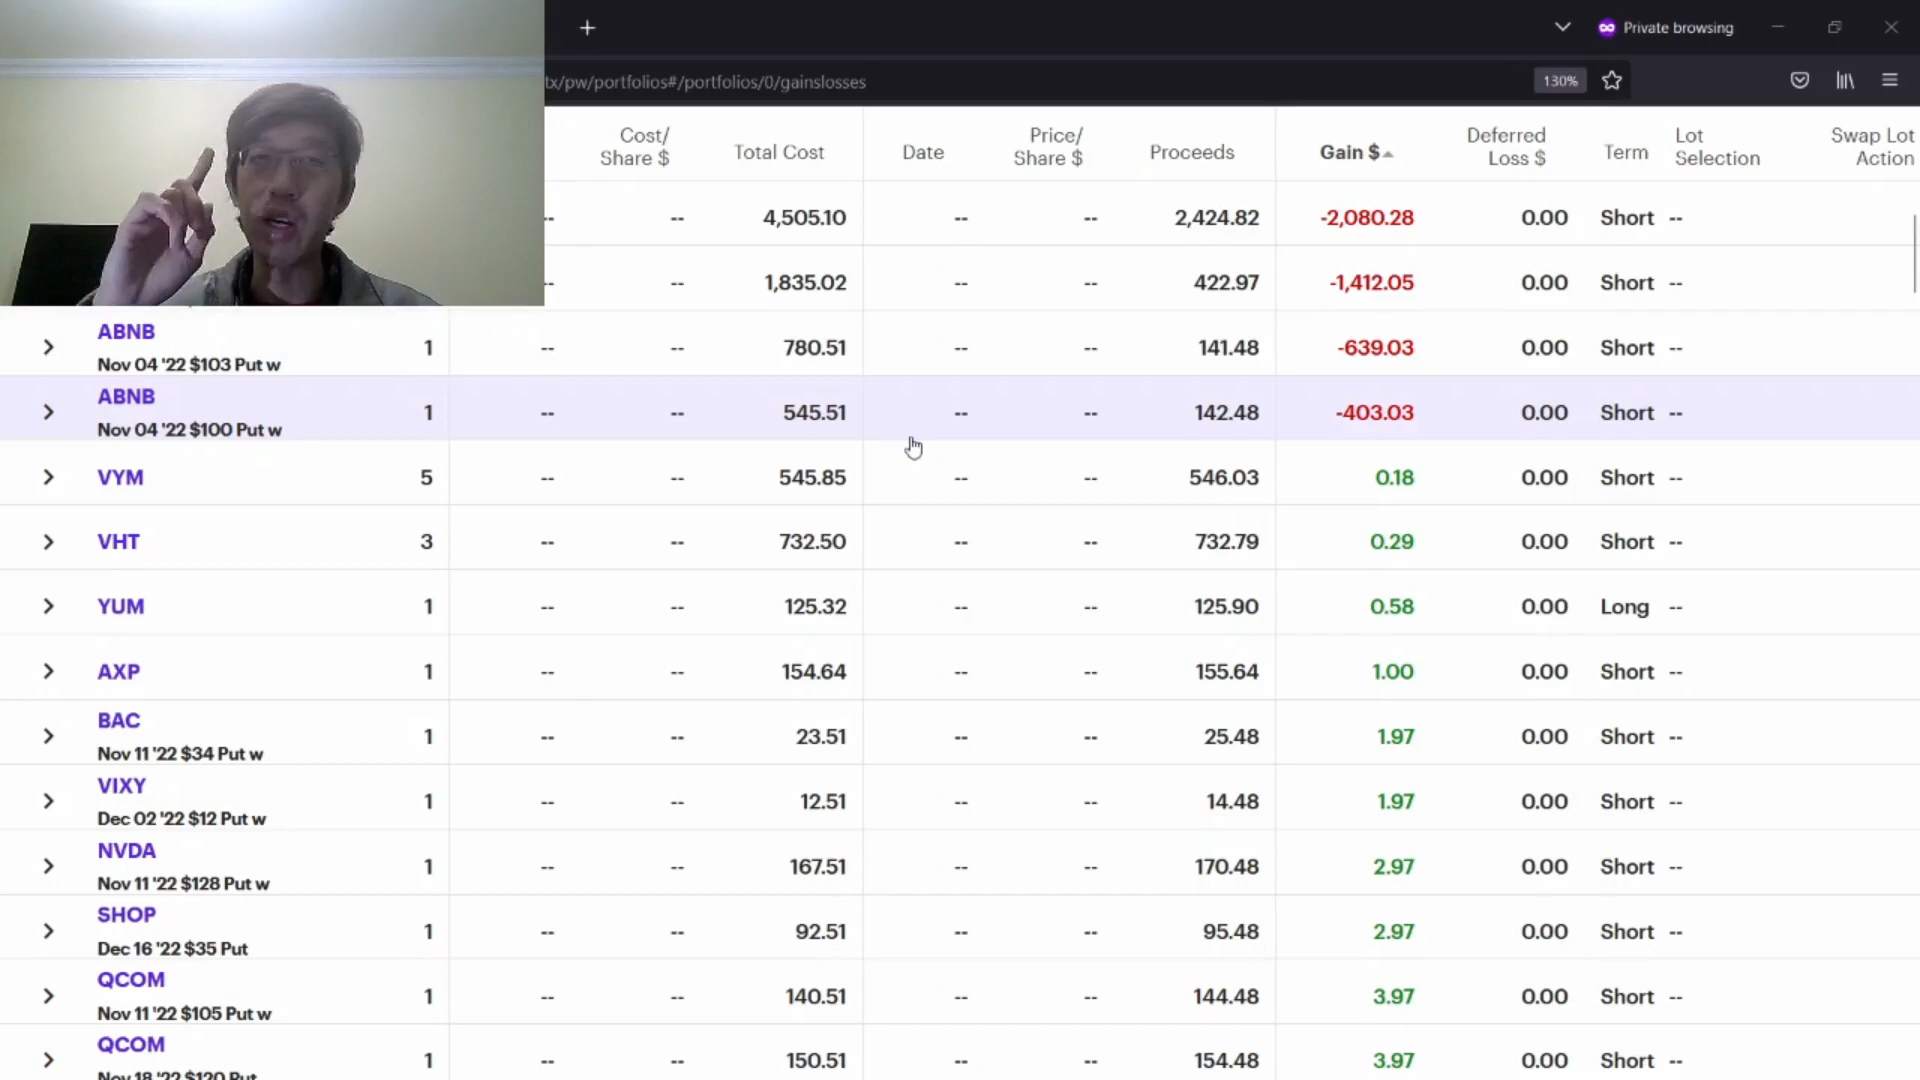 +
Private browsing
tx/pw/portfolios#/portfolios/0/gainslosses
130%
Cost/
Share $
Total Cost
Date
Price/
Share $
Proceeds
Gain $
Deferred
Loss $
Term
Lot
Selection
Swap Lot
Action
-- -- 4,505.10 -- -- 2,424.82 -2,080.28 0.00 Short --
-- -- 1,835.02 -- -- 422.97 -1,412.05 0.00 Short --
ABNB
Nov 04 '22 $103 Put w
1 -- -- 780.51 -- -- 141.48 -639.03 0.00 Short --
ABNB
Nov 04 '22 $100 Put w
1 -- -- 545.51 -- -- 142.48 -403.03 0.00 Short --
VYM 5 -- -- 545.85 -- -- 546.03 0.18 0.00 Short --
VHT 3 -- -- 732.50 -- -- 732.79 0.29 0.00 Short --
YUM 1 -- -- 125.32 -- -- 125.90 0.58 0.00 Long --
AXP 1 -- -- 154.64 -- -- 155.64 1.00 0.00 Short --
BAC
Nov 11 '22 $34 Put w
1 -- -- 23.51 -- -- 25.48 1.97 0.00 Short --
VIXY
Dec 02 '22 $12 Put w
1 -- -- 12.51 -- -- 14.48 1.97 0.00 Short --
NVDA
Nov 11 '22 $128 Put w
1 -- -- 167.51 -- -- 170.48 2.97 0.00 Short --
SHOP
Dec 16 '22 $35 Put
1 -- -- 92.51 -- -- 95.48 2.97 0.00 Short --
QCOM
Nov 11 '22 $105 Put w
1 -- -- 140.51 -- -- 144.48 3.97 0.00 Short --
QCOM
Nov 18 '22 $120 Put
1 -- -- 150.51 -- -- 154.48 3.97 0.00 Short --